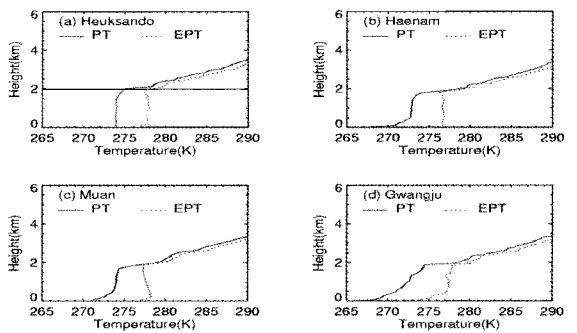 (a) Heuksando
PT EPT
Height(km)
6
4
2
0
265 270 275 280 285 290
Temperature(K)
(b) Haenam
PT EPT
Height(km)
6
4
2
0
265 270 275 280 285 290
Temperature(K)
(c) Muan
PT EPT
Height(km)
6
4
2
0
265 270 275 280 285 290
Temperature(K)
(d) Gwangju
PT EPT
Height(km)
6
4
2
0
265 270 275 280 285 290
Temperature(K)